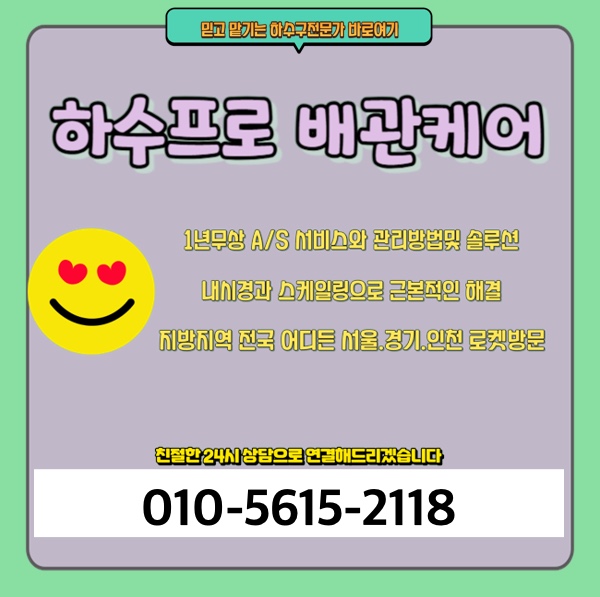 믿고 맡기는 하수구전문가 바로여기
하수프로 배관케어
1년무상 A/S 서비스와 관리방법및 솔루션
내시경과 스케일링으로 근본적인 해결
지방지역 전국 어디든 서울.경기.인천 로켓방문
친절한 24시 상담으로 연결해드리겠습니다
010-5615-2118